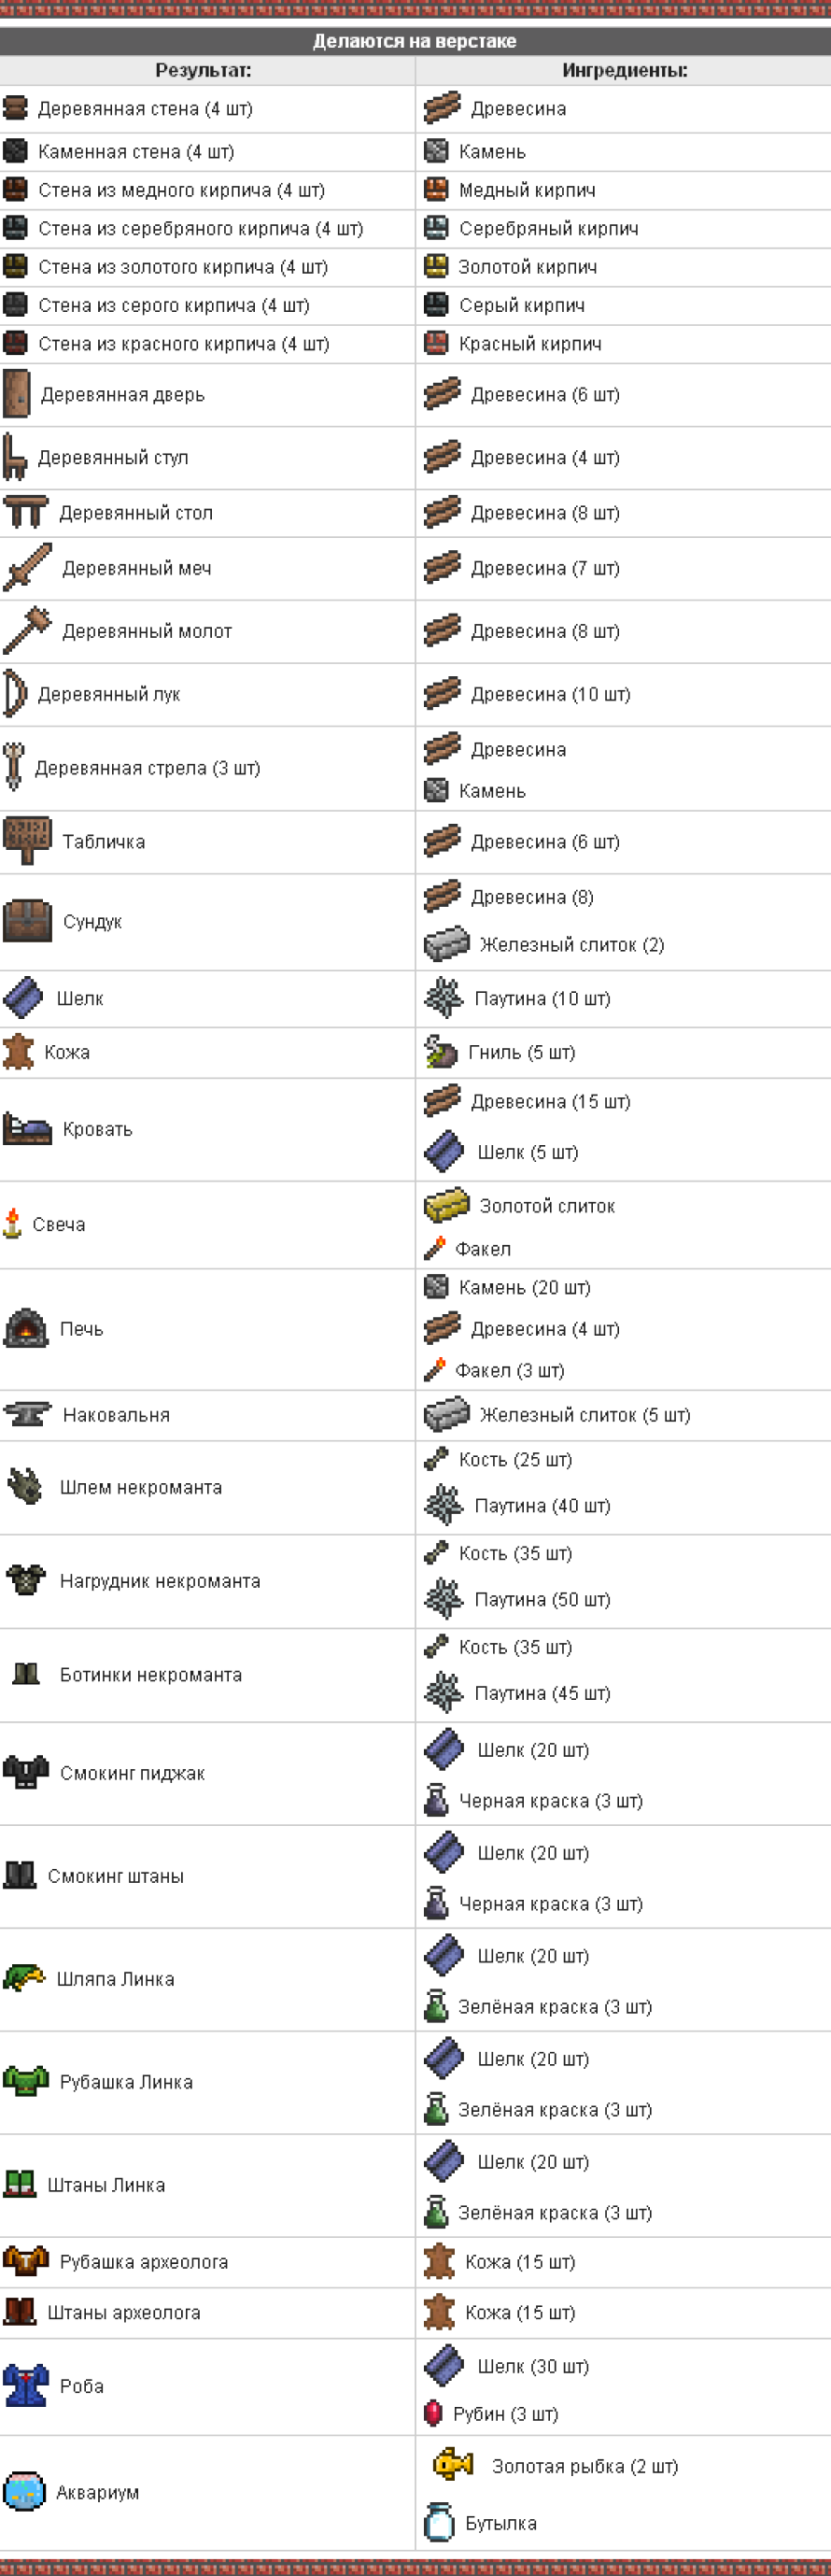 Делаются на верстаке
Результат: Ингредиенты:
Деревянная стена (4 шт) Древесина
Каменная стена (4 шт) Камень
Стена из медного кирпича (4 шт) Медный кирпич
Стена из серебряного кирпича (4 шт) Серебряный кирпич
Стена из золотого кирпича (4 шт) Золотой кирпич
Стена из серого кирпича (4 шт) Серый кирпич
Стена из красного кирпича (4 шт) Красный кирпич
Деревянная дверь Древесина (6 шт)
Деревянный стул Древесина (4 шт)
Деревянный стол Древесина (8 шт)
Деревянный меч Древесина (7 шт)
Деревянный молот Древесина (8 шт)
Деревянный лук Древесина (10 шт)
Деревянная стрела (3 шт)
Древесина
Камень
Табличка Древесина (6 шт)
Сундук
Древесина (8)
Железный слиток (2)
Шелк Паутина (10 шт)
Кожа Гниль (5 шт)
Кровать
Древесина (15 шт)
Шелк (5 шт)
Свеча
Золотой слиток
Факел
Печь
Камень (20 шт)
Древесина (4 шт)
Факел (3 шт)
Наковальня Железный слиток (5 шт)
Шлем некроманта
Кость (25 шт)
Паутина (40 шт)
Нагрудник некроманта
Кость (35 шт)
Паутина (50 шт)
Ботинки некроманта
Кость (35 шт)
Паутина (45 шт)
Смокинг пиджак
Шелк (20 шт)
Черная краска (3 шт)
Смокинг штаны
Шелк (20 шт)
Черная краска (3 шт)
Шляпа Линка
Шелк (20 шт)
Зелёная краска (3 шт)
Рубашка Линка
Шелк (20 шт)
Зелёная краска (3 шт)
Штаны Линка
Шелк (20 шт)
Зелёная краска (3 шт)
Рубашка археолога Кожа (15 шт)
Штаны археолога Кожа (15 шт)
Роба
Шелк (30 шт)
Рубин (3 шт)
Аквариум
Золотая рыбка (2 шт)
Бутылка